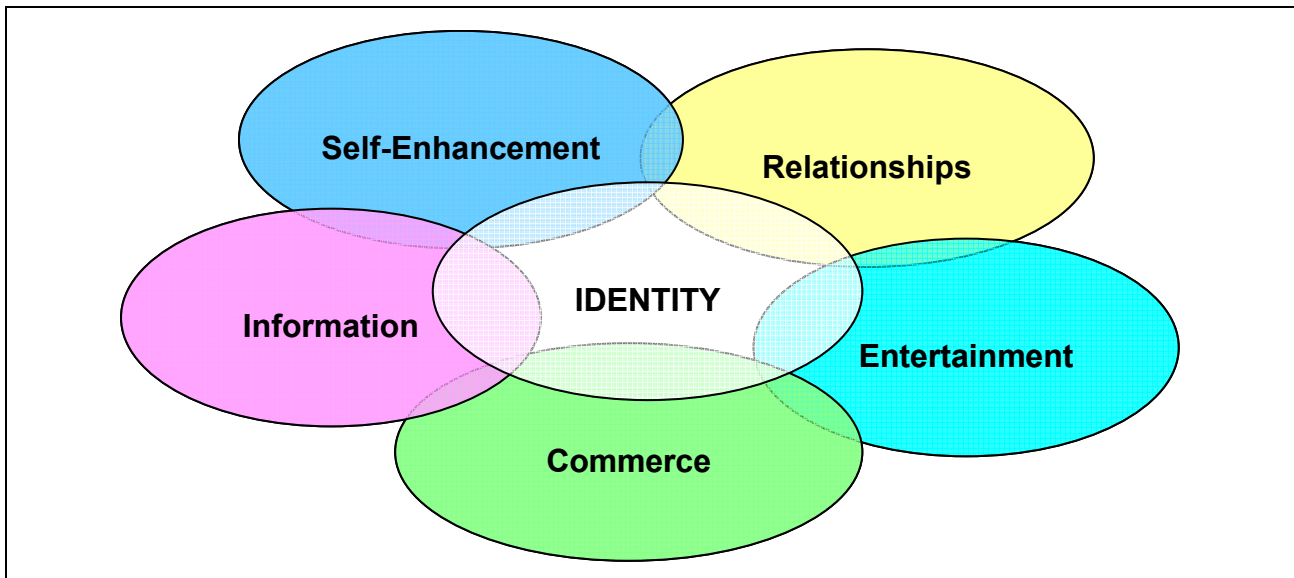 Self-Enhancement
Relationships
IDENTITY
Information
Entertainment
Commerce